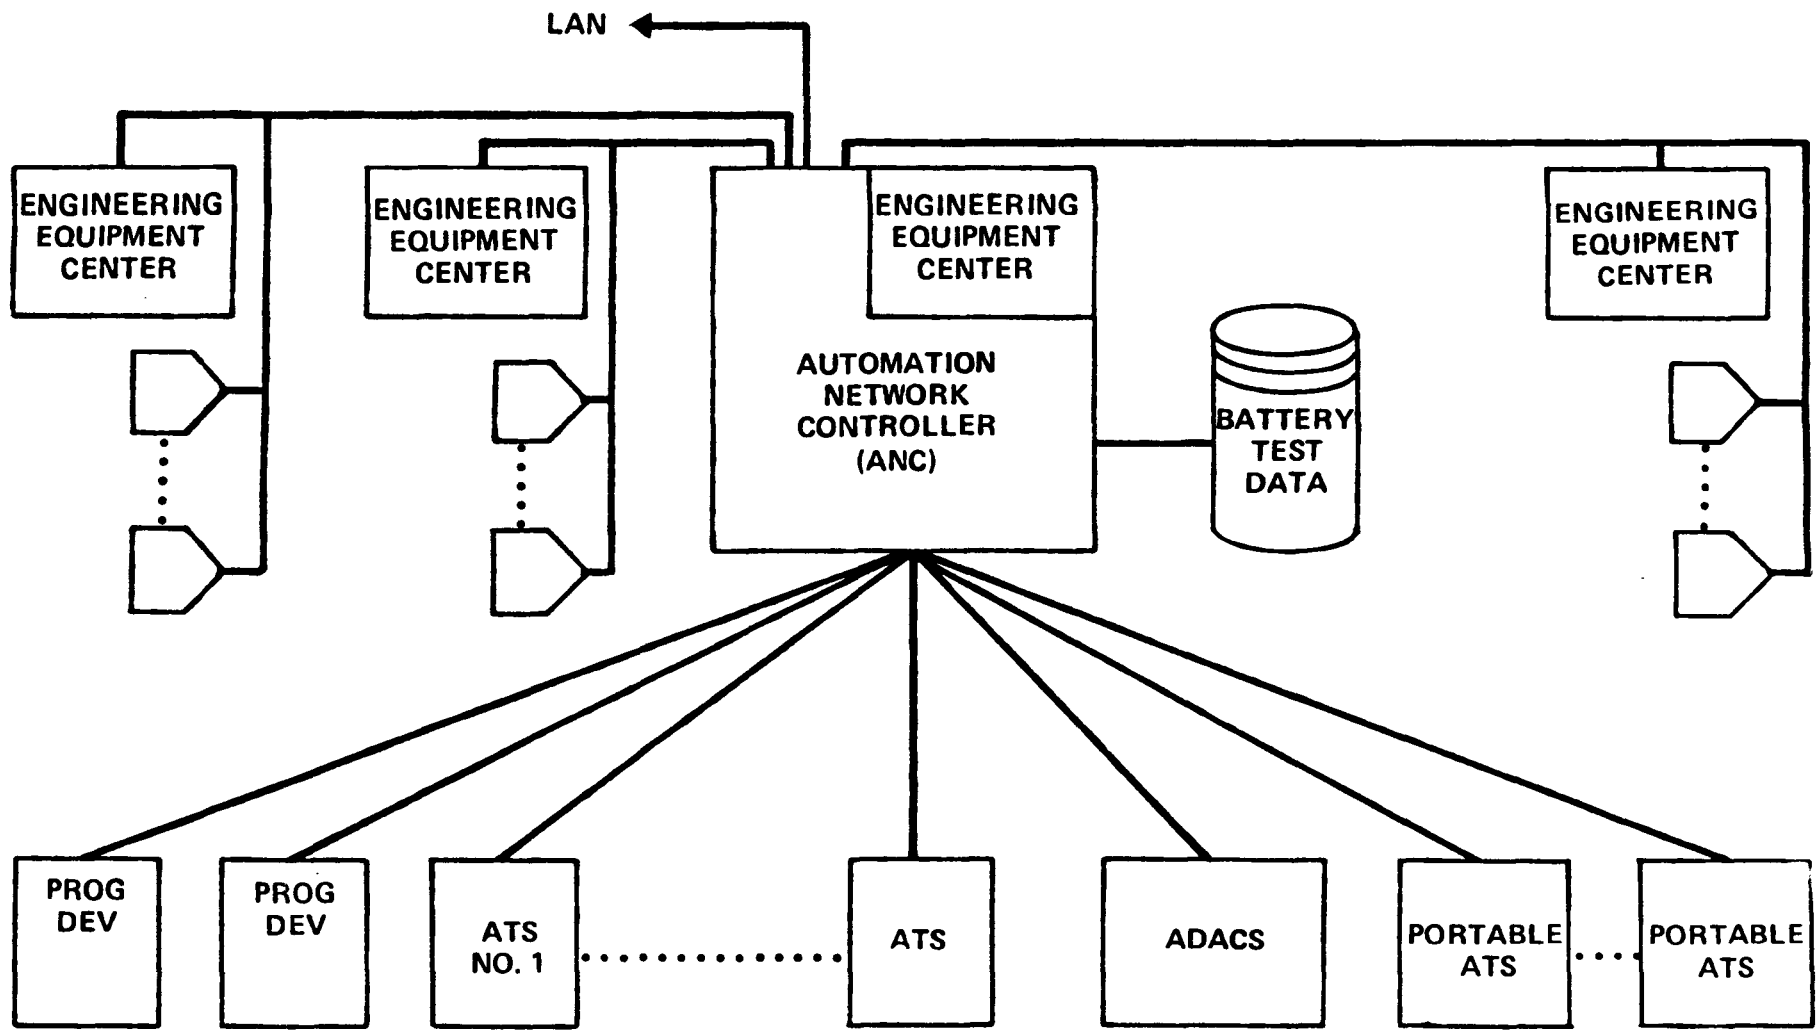 LAN
ENGINEERING
EQUIPMENT
CENTER
ENGINEERING
EQUIPMENT
CENTER
ENGINEERING
EQUIPMENT
CENTER
ENGINEERING
EQUIPMENT
CENTER
AUTOMATION
NETWORK
CONTROLLER
(ANC)
BATTERY
TEST
DATA
PROG
DEV
PROG
DEV
ATS
NO. 1
ATS
ADACS
PORTABLE
ATS
PORTABLE
ATS